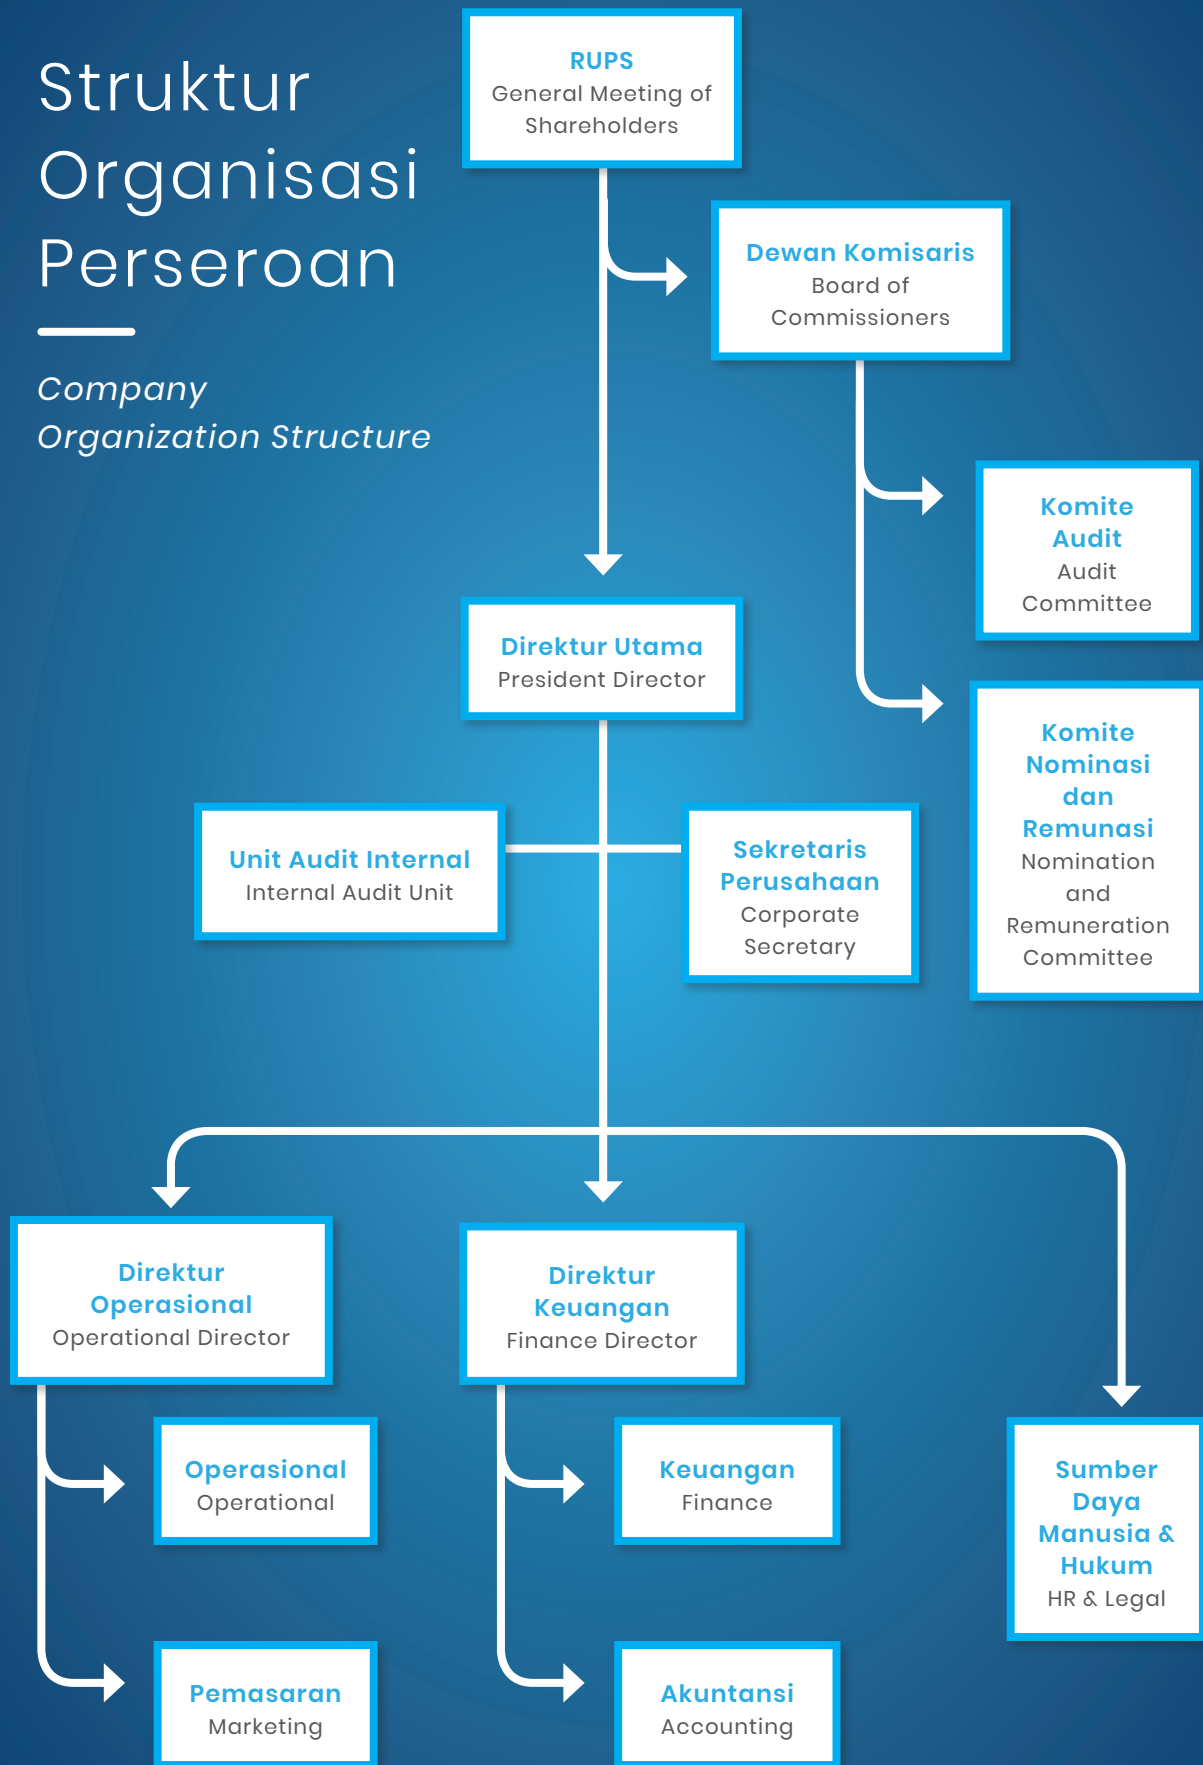 Struktur
Organisasi
Perseroan
Company
Organization Structure
RUPS
General Meeting of
Shareholders
Dewan Komisaris
Board of
Commissioners
Komite
Audit
Audit
Committee
Direktur Utama
President Director
Komite
Nominasi
dan
Remunasi
Nomination
and
Remuneration
Committee
Unit Audit Internal
Internal Audit Unit
Sekretaris
Perusahaan
Corporate
Secretary
Direktur
Operasional
Operational Director
Direktur
Keuangan
Finance Director
Operasional
Operational
Keuangan
Finance
Sumber
Daya
Manusia &
Hukum
HR & Legal
Pemasaran
Marketing
Akuntansi
Accounting